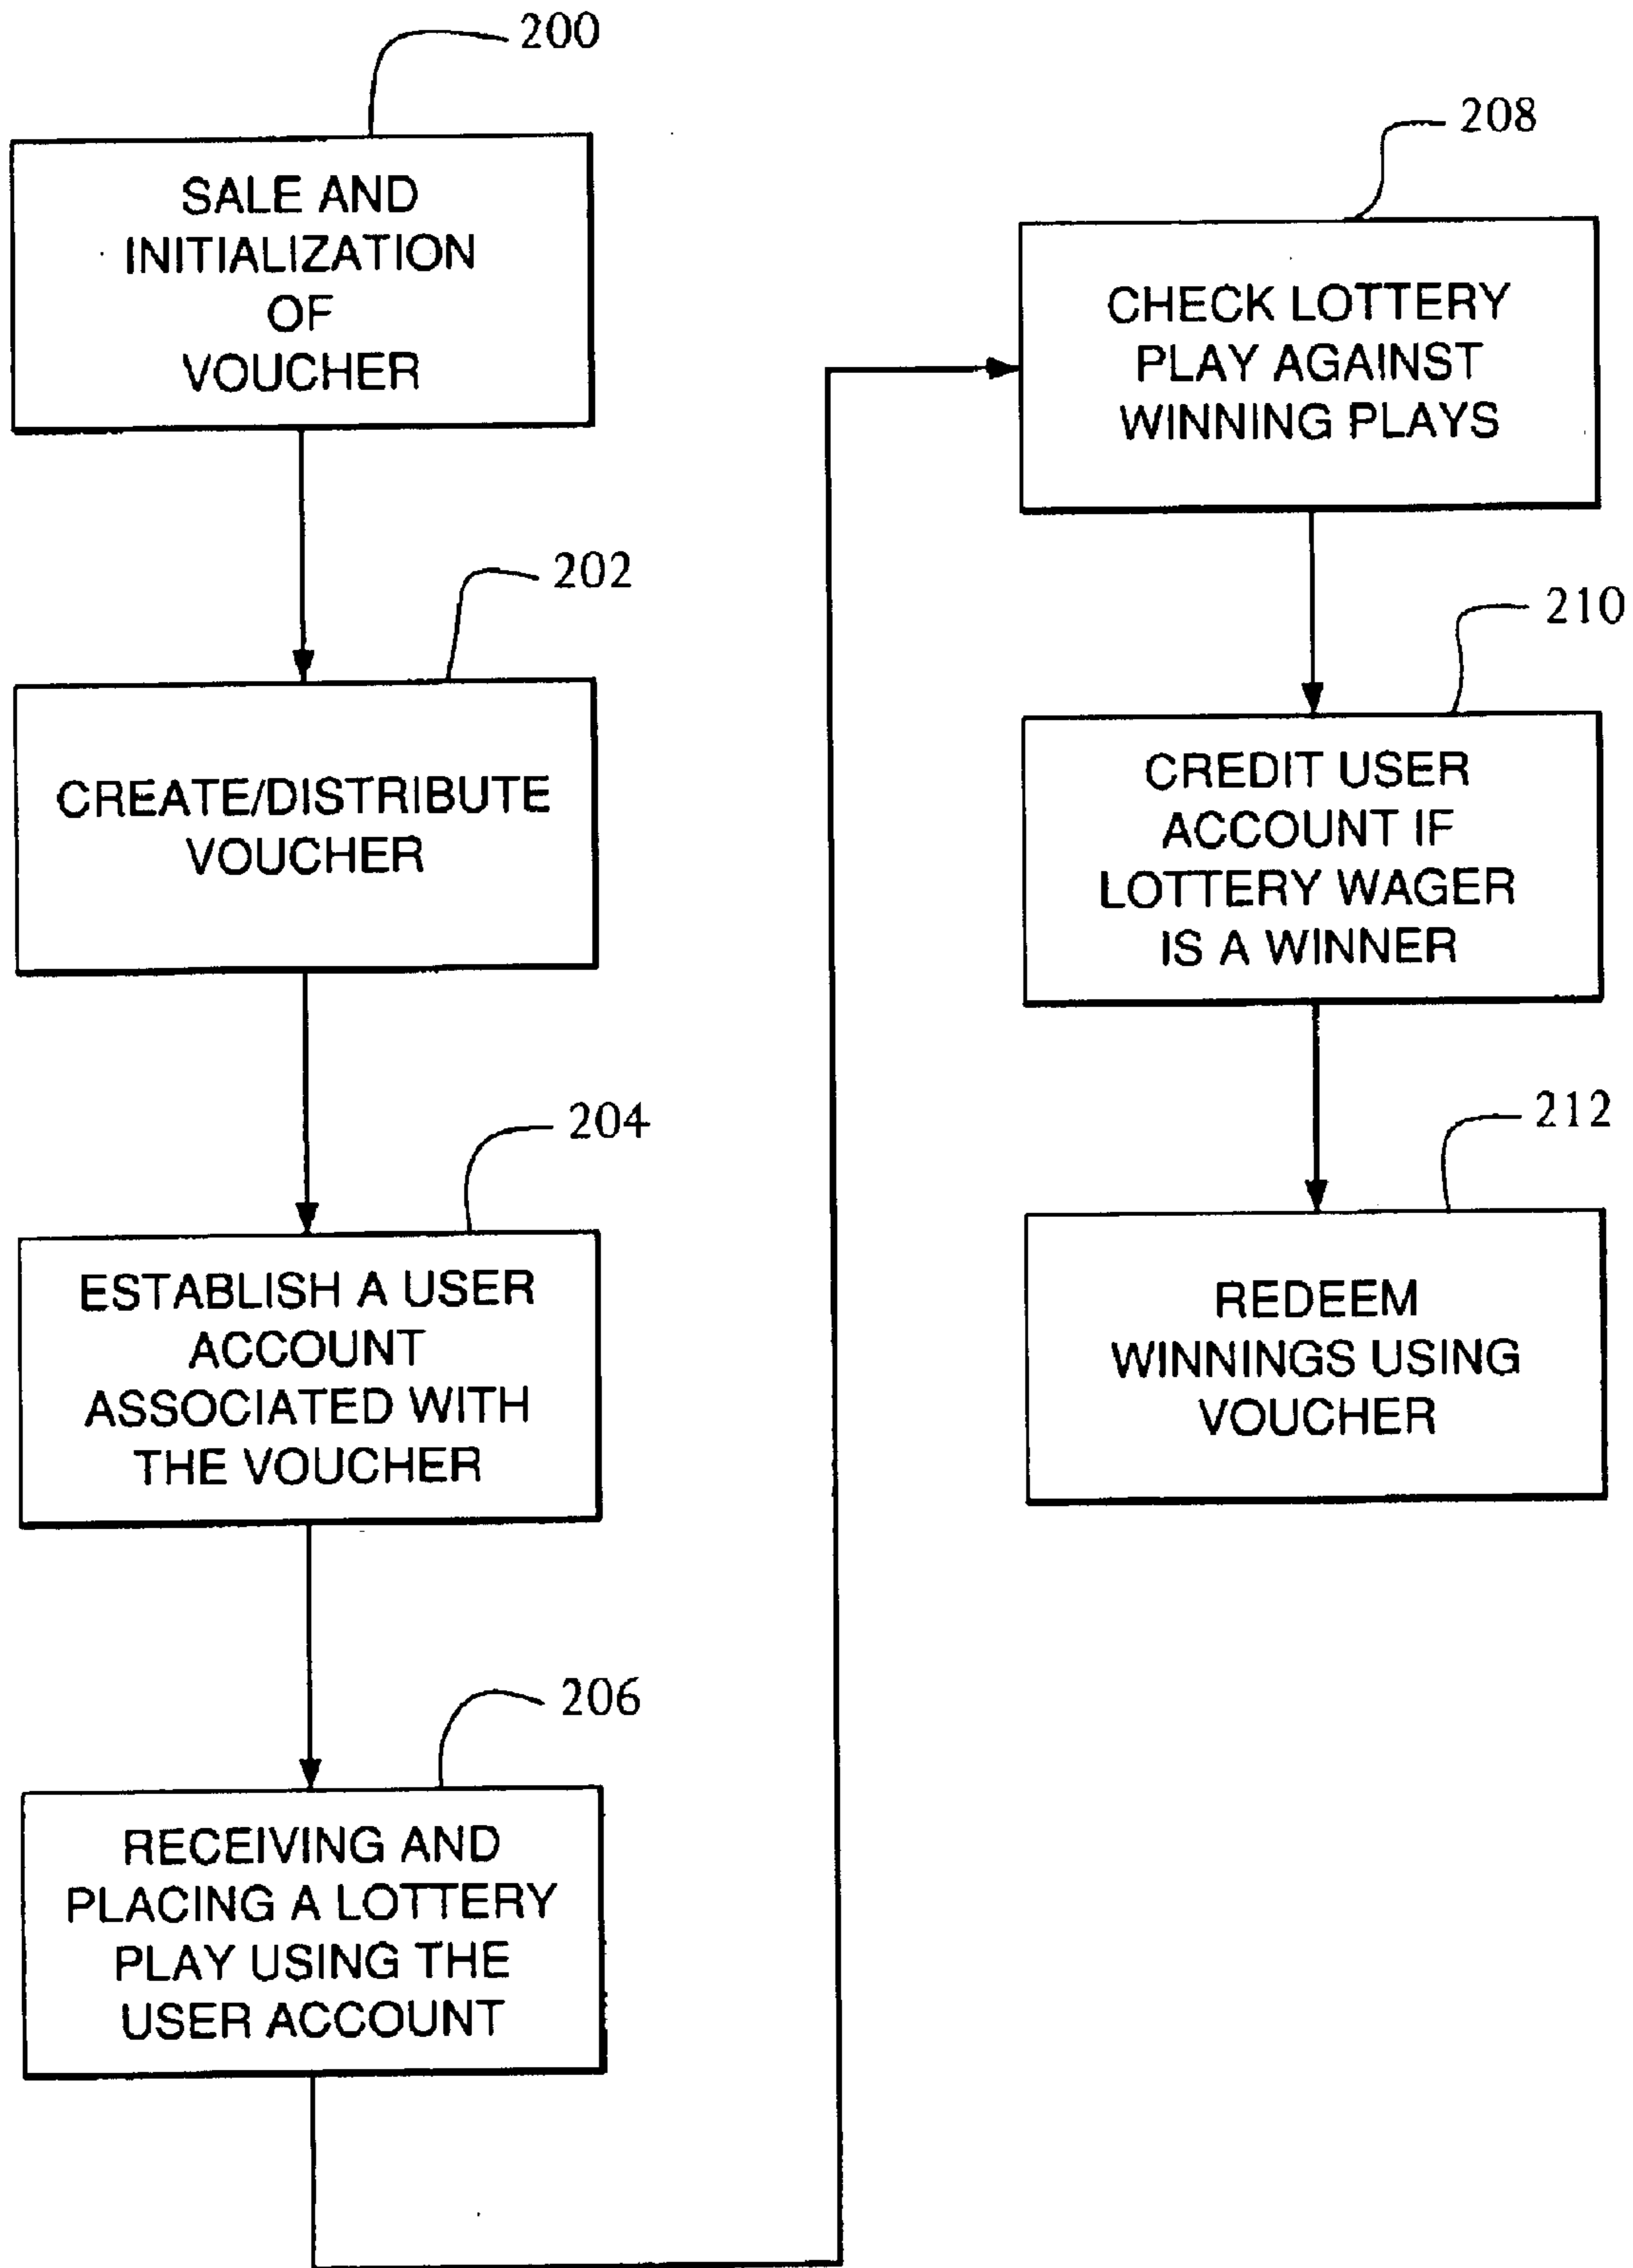 200
SALE AND
INITIALIZATION
OF
VOUCHER
202
CREATE/DISTRIBUTE
VOUCHER
204
ESTABLISH A USER
ACCOUNT
ASSOCIATED WITH
THE VOUCHER
206
RECEIVING AND
PLACING A LOTTERY
PLAY USING THE
USER ACCOUNT
208
CHECK LOTTERY
PLAY AGAINST
WINNING PLAYS
210
CREDIT USER
ACCOUNT IF
LOTTERY WAGER
IS A WINNER
212
REDEEM
WINNINGS USING
VOUCHER